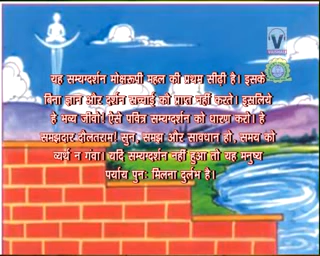 यह सम्यग्दर्शन मोक्षरूपी महल की प्रथम सीढ़ी है। इसके
बिना ज्ञान और दर्शन सच्चाई को प्राप्त नहीं करते। इसलिये
हे भव्य जीवो! ऐसे पवित्र सम्यग्दर्शन को धारण करो। हे
समझदार दौलतराम! सुन, समझ और सावधान हो, समय को
व्यर्थ न गंवा। यदि सम्यग्दर्शन नहीं हुआ तो यह मनुष्य
पर्याय पुनः मिलना दुर्लभ है।